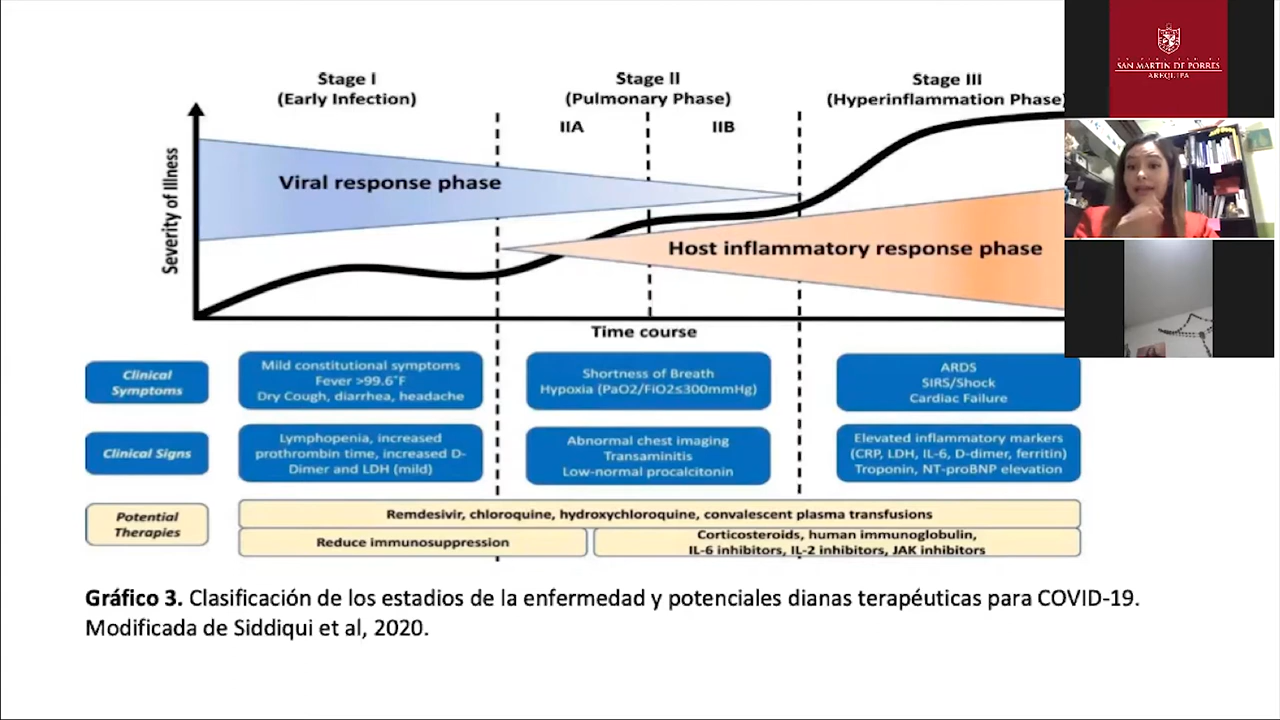 Stage I
(Early Infection)
Stage II
(Pulmonary Phase)
Stage III
(Hyperinflammation Phase)
IIA
IIB
Severity of Illness
Viral response phase
Host inflammatory response phase
Time course
Clinical
Symptoms
Mild constitutional symptoms
Fever >99.6°F
Dry Cough, diarrhea, headache
Shortness of Breath
Hypoxia (PaO2/FiO2≤300mmHg)
ARDS
SIRS/Shock
Cardiac Failure
Clinical Signs
Lymphopenia, increased
prothrombin time, increased D-
Dimer and LDH (mild)
Abnormal chest imaging
Transaminitis
Low-normal procalcitonin
Elevated inflammatory markers
(CRP, LDH, IL-6, D-dimer, ferritin)
Troponin, NT-proBNP elevation
Potential
Therapies
Remdesivir, chloroquine, hydroxychloroquine, convalescent plasma transfusions
Reduce immunosuppression
Corticosteroids, human immunoglobulin,
IL-6 inhibitors, IL-2 inhibitors, JAK inhibitors
Gráfico 3. Clasificación de los estadios de la enfermedad y potenciales dianas terapéuticas para COVID-19.
Modificada de Siddiqui et al, 2020.
SAN MARTIN DE PORRES
AREQUIPA